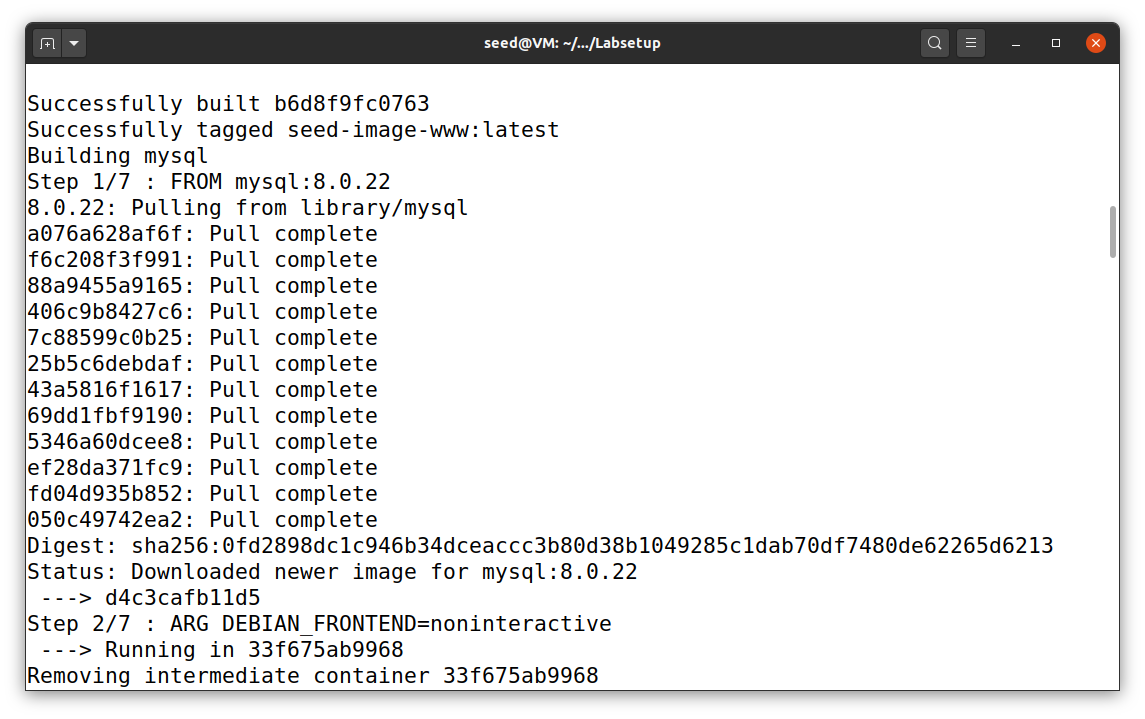 seed@VM: ~/.../Labsetup
Successfully built b6d8f9fc0763
Successfully tagged seed-image-www:latest
Building mysql
Step 1/7 : FROM mysql:8.0.22
8.0.22: Pulling from library/mysql
a076a628af6f: Pull complete
f6c208f3f991: Pull complete
88a9455a9165: Pull complete
406c9b8427c6: Pull complete
7c88599c0b25: Pull complete
25b5c6debdaf: Pull complete
43a5816f1617: Pull complete
69dd1fbf9190: Pull complete
5346a60dcee8: Pull complete
ef28da371fc9: Pull complete
fd04d935b852: Pull complete
050c49742ea2: Pull complete
Digest: sha256:0fd2898dc1c946b34dceaccc3b80d38b1049285c1dab70df7480de62265d6213
Status: Downloaded newer image for mysql:8.0.22
 ---> d4c3cafb11d5
Step 2/7 : ARG DEBIAN_FRONTEND=noninteractive
 ---> Running in 33f675ab9968
Removing intermediate container 33f675ab9968